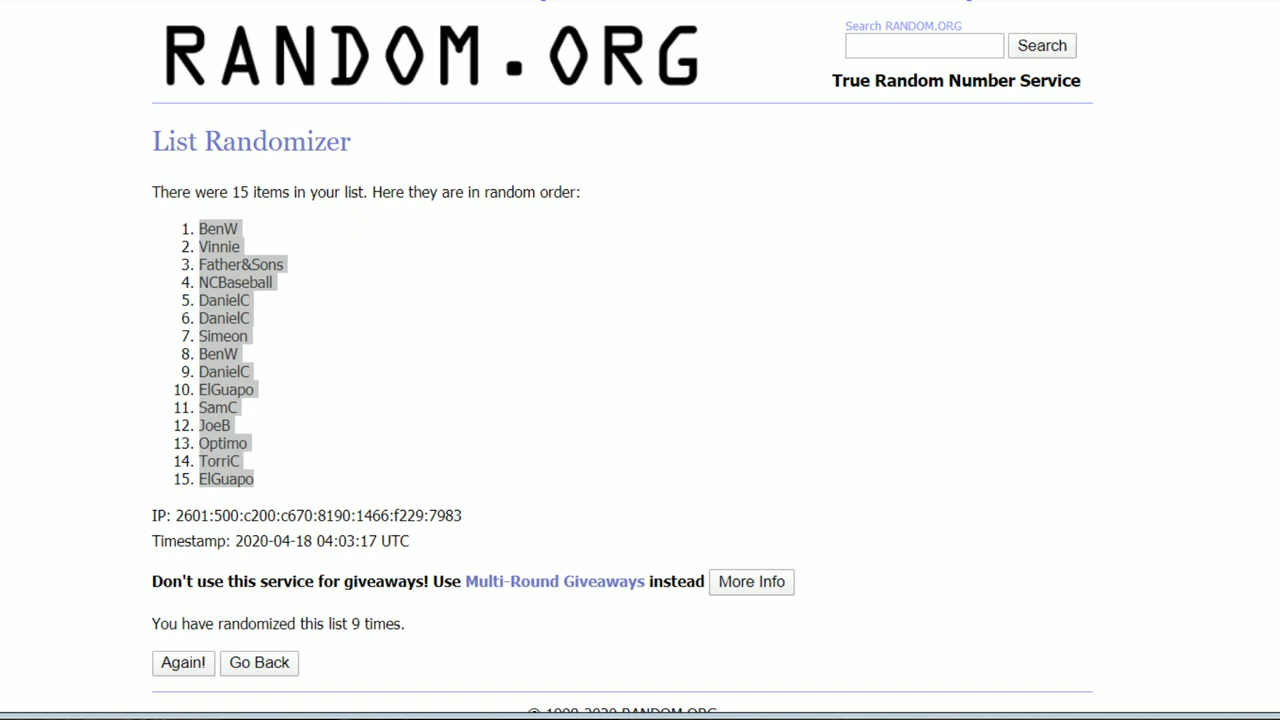 RANDOM.ORG
Search RANDOM.ORG
Search
True Random Number Service
List Randomizer
There were 15 items in your list. Here they are in random order:
1. BenW
2. Vinnie
3. Father&Sons
4. NCBaseball
5. DanielC
6. DanielC
7. Simeon
8. BenW
9. DanielC
10. ElGuapo
11. SamC
12. JoeB
13. Optimo
14. TorriC
15. ElGuapo
IP: 2601:500:c200:c670:8190:1466:f229:7983
Timestamp: 2020-04-18 04:03:17 UTC
Don't use this service for giveaways! Use Multi-Round Giveaways instead More Info
You have randomized this list 9 times.
Again! Go Back
© 1998-2020 RANDOM.ORG